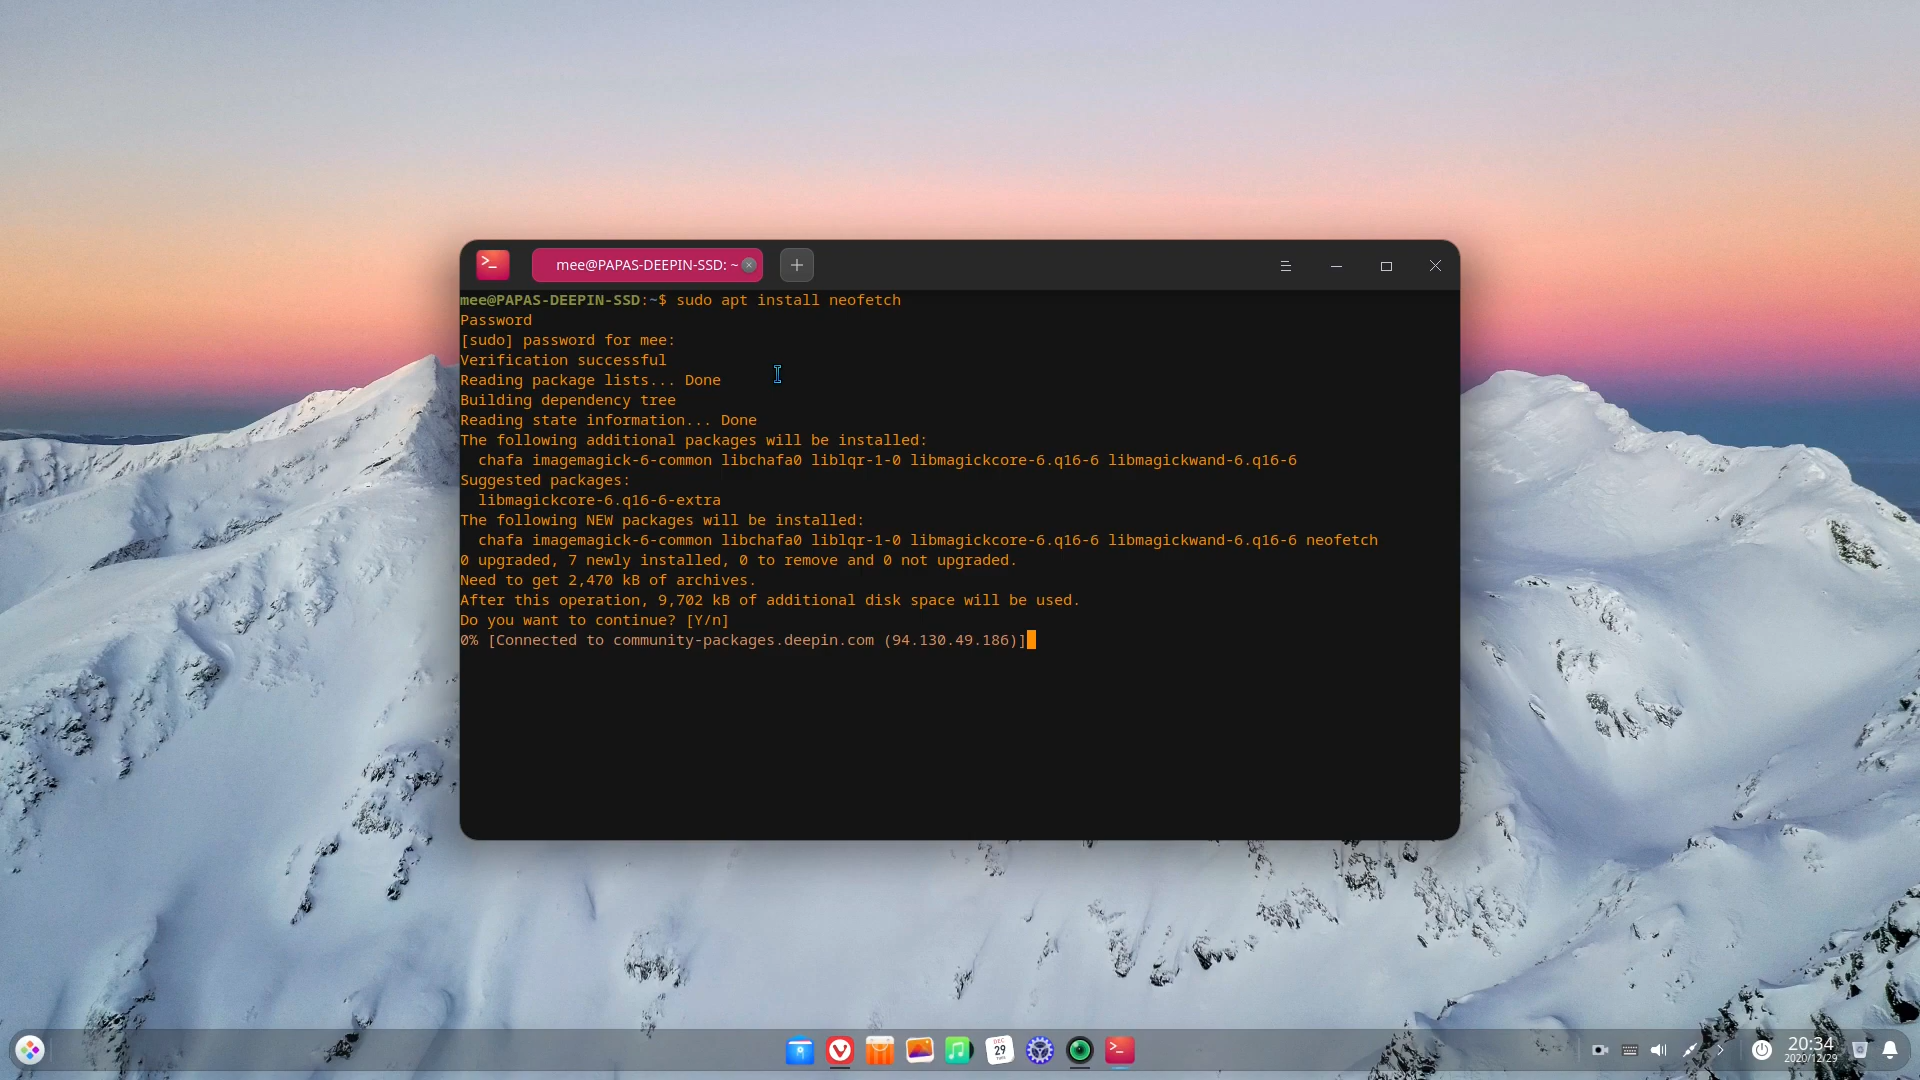 mee@PAPAS-DEEPIN-SSD: ~
mee@PAPAS-DEEPIN-SSD:~$ sudo apt install neofetch
Password
[sudo] password for mee:
Verification successful
Reading package lists... Done
Building dependency tree
Reading state information... Done
The following additional packages will be installed:
  chafa imagemagick-6-common libchafa0 liblqr-1-0 libmagickcore-6.q16-6 libmagickwand-6.q16-6
Suggested packages:
  libmagickcore-6.q16-6-extra
The following NEW packages will be installed:
  chafa imagemagick-6-common libchafa0 liblqr-1-0 libmagickcore-6.q16-6 libmagickwand-6.q16-6 neofetch
0 upgraded, 7 newly installed, 0 to remove and 0 not upgraded.
Need to get 2,470 kB of archives.
After this operation, 9,702 kB of additional disk space will be used.
Do you want to continue? [Y/n]
0% [Connected to community-packages.deepin.com (94.130.49.186)]
DEC
29
TUES
20:34
2020/12/29